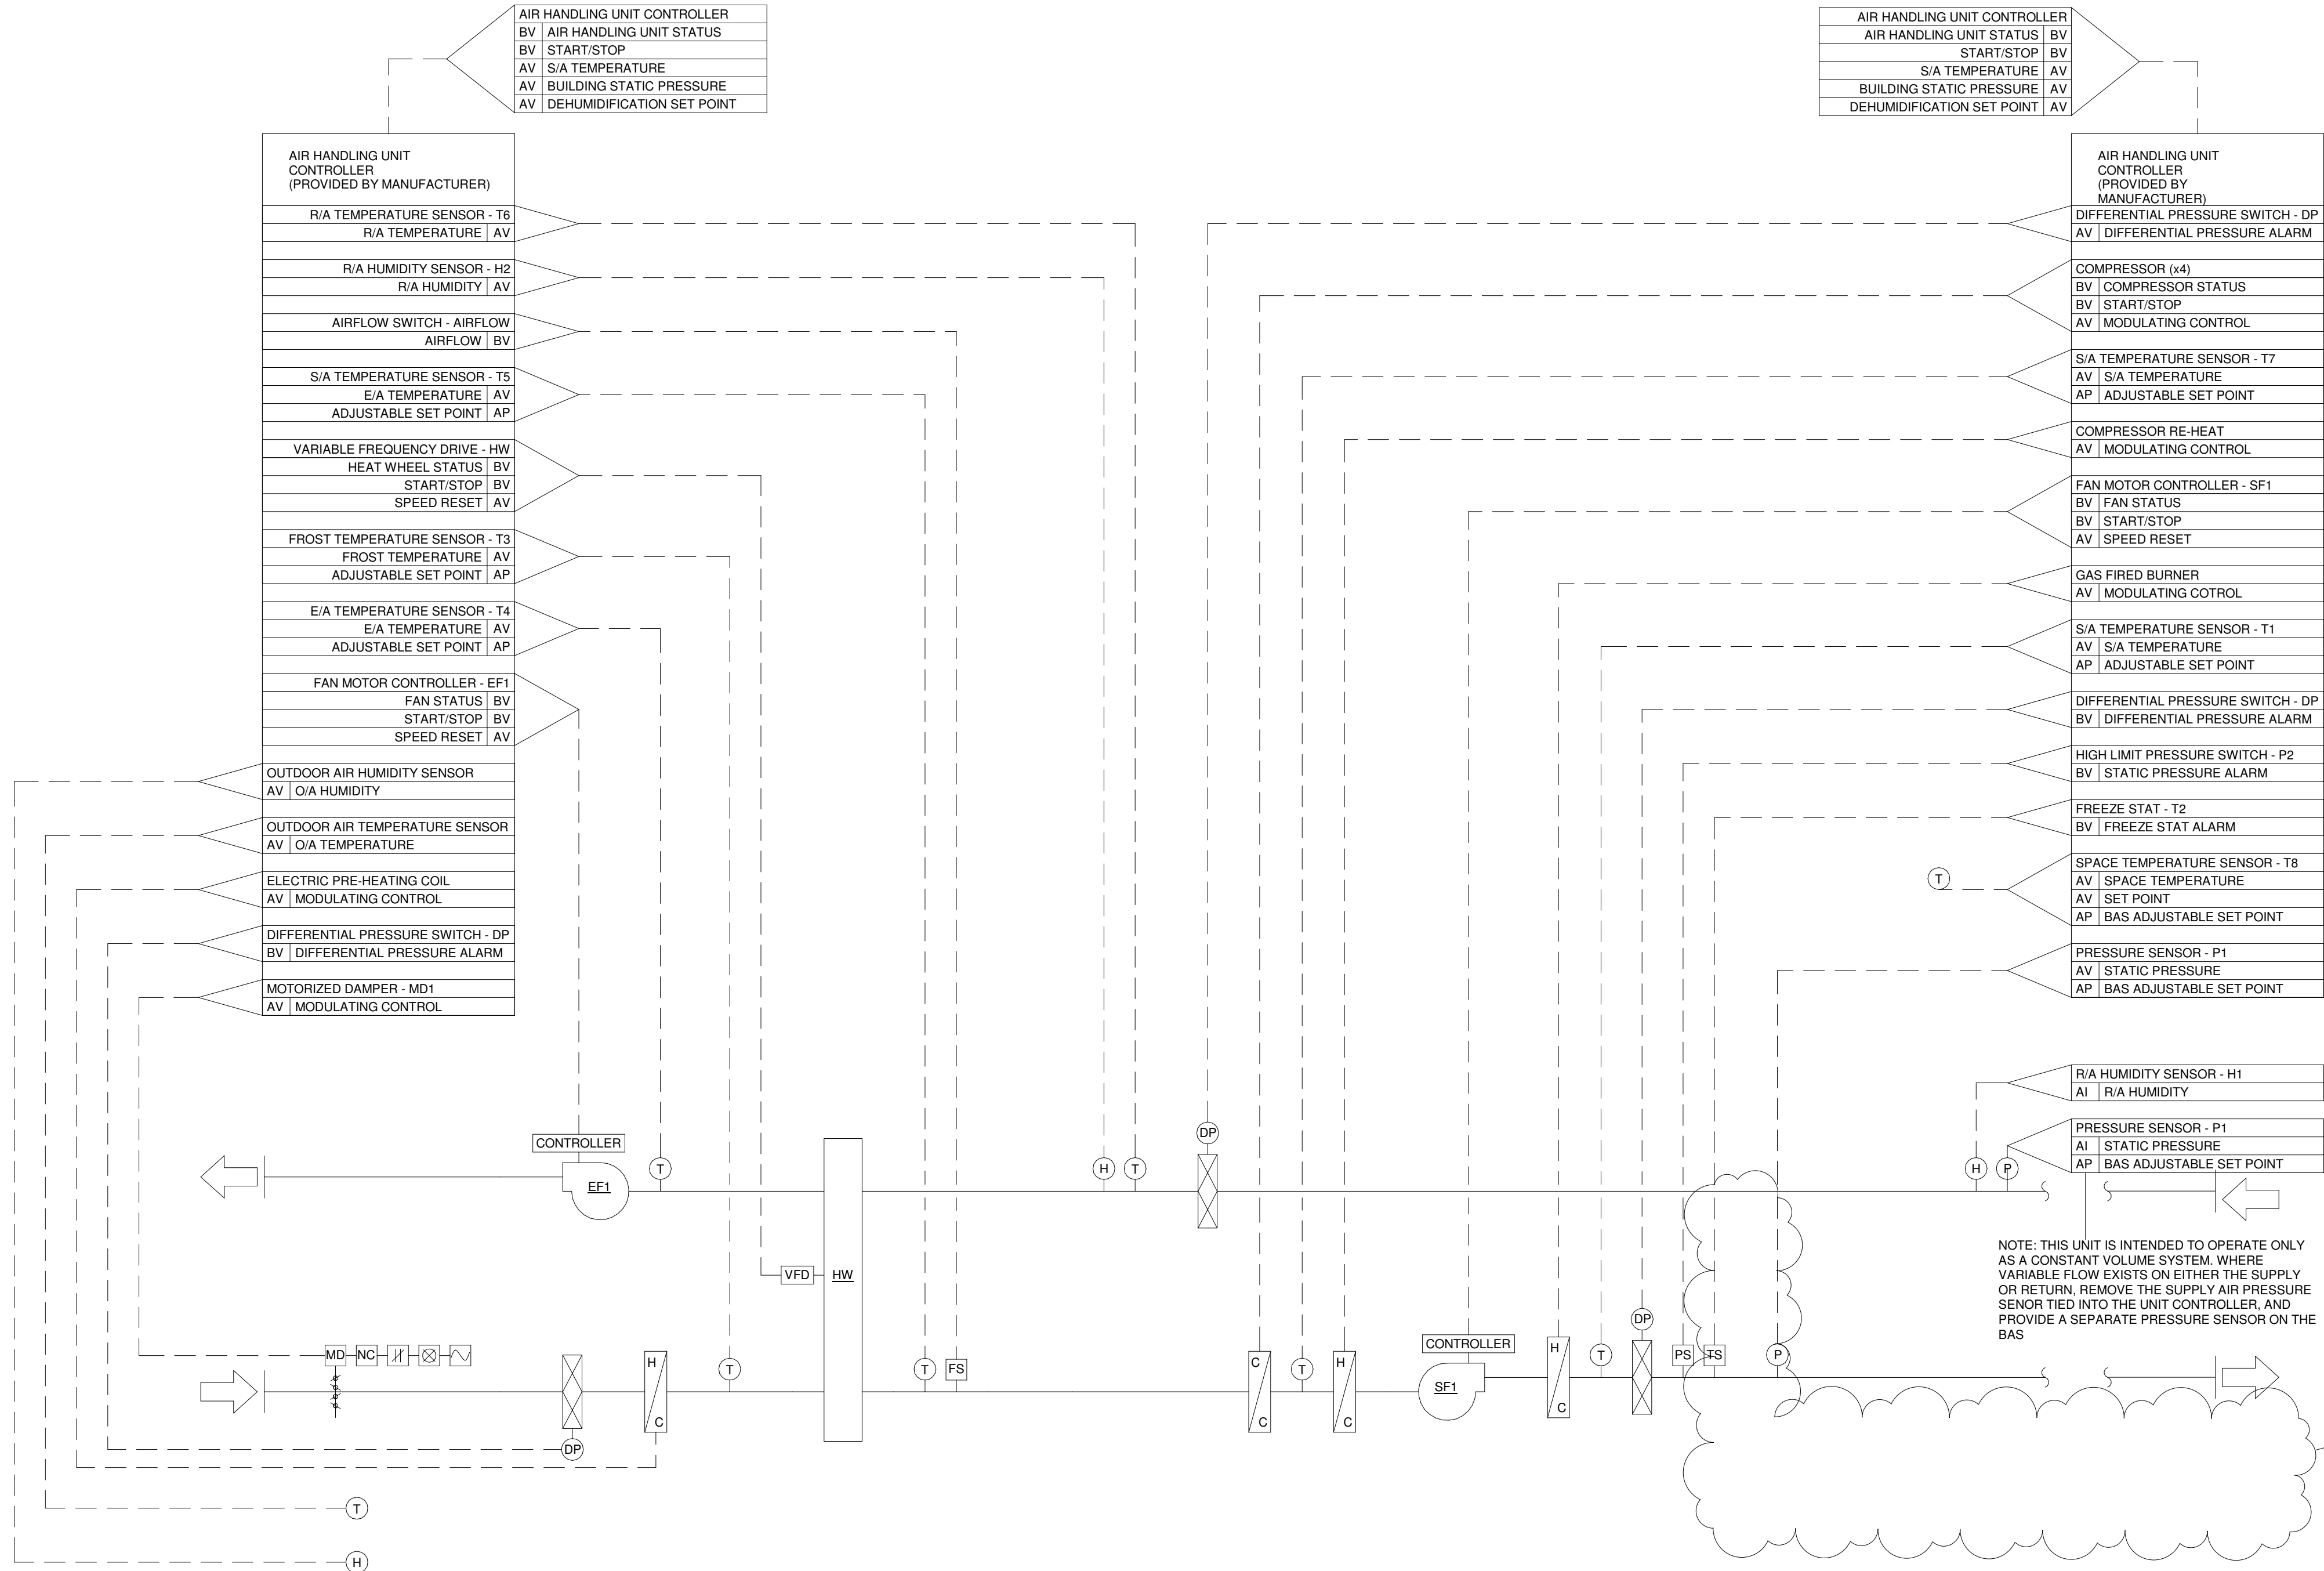 AIR HANDLING UNIT CONTROLLER
BV AIR HANDLING UNIT STATUS
BV START/STOP
AV S/A TEMPERATURE
AV BUILDING STATIC PRESSURE
AV DEHUMIDIFICATION SET POINT
AIR HANDLING UNIT CONTROLLER
AIR HANDLING UNIT STATUS BV
START/STOP BV
S/A TEMPERATURE AV
BUILDING STATIC PRESSURE AV
DEHUMIDIFICATION SET POINT AV
AIR HANDLING UNIT
CONTROLLER
(PROVIDED BY MANUFACTURER)
R/A TEMPERATURE SENSOR - T6
R/A TEMPERATURE AV
R/A HUMIDITY SENSOR - H2
R/A HUMIDITY AV
AIRFLOW SWITCH - AIRFLOW
AIRFLOW BV
S/A TEMPERATURE SENSOR - T5
E/A TEMPERATURE AV
ADJUSTABLE SET POINT AP
VARIABLE FREQUENCY DRIVE - HW
HEAT WHEEL STATUS BV
START/STOP BV
SPEED RESET AV
FROST TEMPERATURE SENSOR - T3
FROST TEMPERATURE AV
ADJUSTABLE SET POINT AP
E/A TEMPERATURE SENSOR - T4
E/A TEMPERATURE AV
ADJUSTABLE SET POINT AP
FAN MOTOR CONTROLLER - EF1
FAN STATUS BV
START/STOP BV
SPEED RESET AV
OUTDOOR AIR HUMIDITY SENSOR
AV O/A HUMIDITY
OUTDOOR AIR TEMPERATURE SENSOR
AV O/A TEMPERATURE
ELECTRIC PRE-HEATING COIL
AV MODULATING CONTROL
DIFFERENTIAL PRESSURE SWITCH - DP
BV DIFFERENTIAL PRESSURE ALARM
MOTORIZED DAMPER - MD1
AV MODULATING CONTROL
AIR HANDLING UNIT
CONTROLLER
(PROVIDED BY
MANUFACTURER)
DIFFERENTIAL PRESSURE SWITCH - DP
AV DIFFERENTIAL PRESSURE ALARM
COMPRESSOR (x4)
BV COMPRESSOR STATUS
BV START/STOP
AV MODULATING CONTROL
S/A TEMPERATURE SENSOR - T7
AV S/A TEMPERATURE
AP ADJUSTABLE SET POINT
COMPRESSOR RE-HEAT
AV MODULATING CONTROL
FAN MOTOR CONTROLLER - SF1
BV FAN STATUS
BV START/STOP
AV SPEED RESET
GAS FIRED BURNER
AV MODULATING COTROL
S/A TEMPERATURE SENSOR - T1
AV S/A TEMPERATURE
AP ADJUSTABLE SET POINT
DIFFERENTIAL PRESSURE SWITCH - DP
BV DIFFERENTIAL PRESSURE ALARM
HIGH LIMIT PRESSURE SWITCH - P2
BV STATIC PRESSURE ALARM
FREEZE STAT - T2
BV FREEZE STAT ALARM
T
SPACE TEMPERATURE SENSOR - T8
AV SPACE TEMPERATURE
AV SET POINT
AP BAS ADJUSTABLE SET POINT
PRESSURE SENSOR - P1
AV STATIC PRESSURE
AP BAS ADJUSTABLE SET POINT
R/A HUMIDITY SENSOR - H1
AI R/A HUMIDITY
PRESSURE SENSOR - P1
AI STATIC PRESSURE
AP BAS ADJUSTABLE SET POINT
CONTROLLER
EF1
T
H
T
DP
H
P
NOTE: THIS UNIT IS INTENDED TO OPERATE ONLY
AS A CONSTANT VOLUME SYSTEM. WHERE
VARIABLE FLOW EXISTS ON EITHER THE SUPPLY
OR RETURN, REMOVE THE SUPPLY AIR PRESSURE
SENOR TIED INTO THE UNIT CONTROLLER, AND
PROVIDE A SEPARATE PRESSURE SENSOR ON THE
BAS
VFD
HW
MD
NC
H
C
T
T
FS
C
C
T
H
C
CONTROLLER
SF1
H
C
T
DP
PS
TS
P
DP
T
H